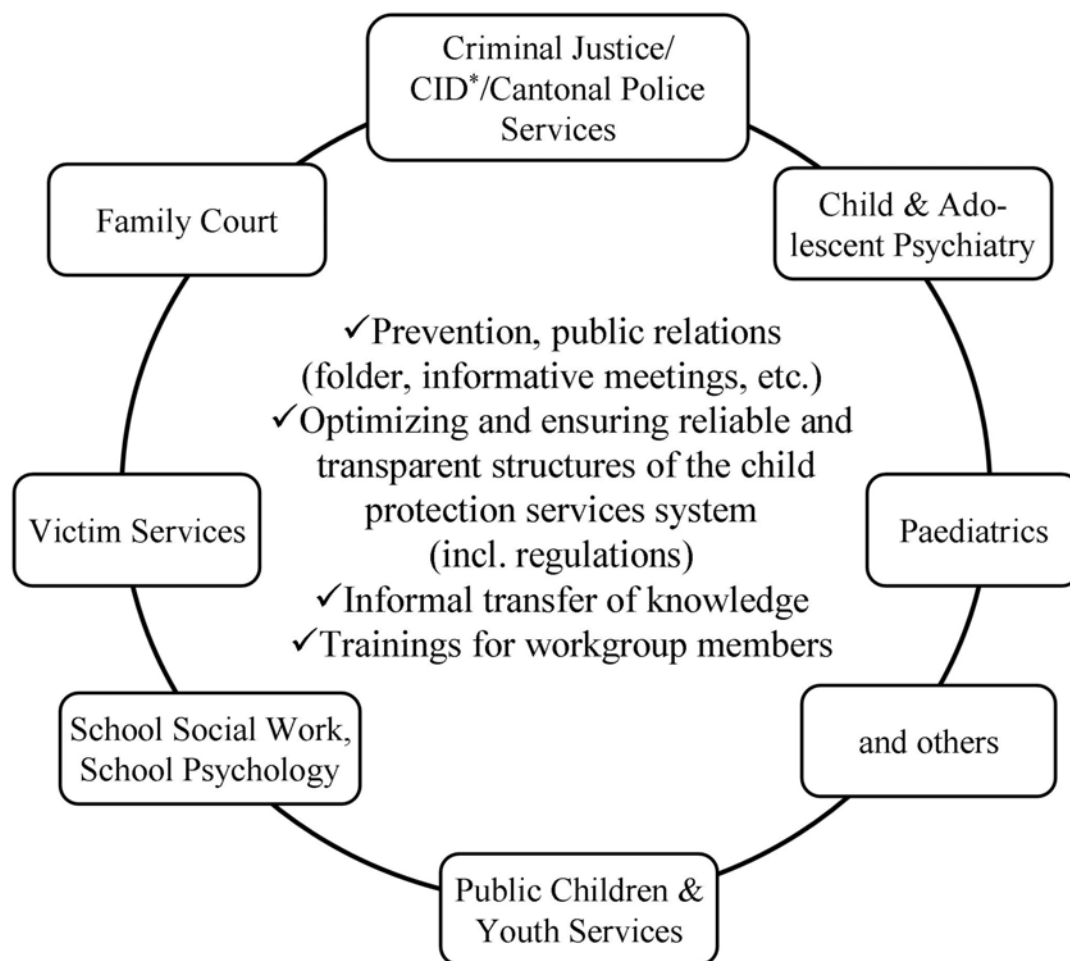 Criminal Justice/
CID*/Cantonal Police
Services
Family Court
Child & Ado-
lescent Psychiatry
✓Prevention, public relations
(folder, informative meetings, etc.)
✓Optimizing and ensuring reliable and
transparent structures of the child
protection services system
(incl. regulations)
✓Informal transfer of knowledge
✓Trainings for workgroup members
Victim Services
Paediatrics
School Social Work,
School Psychology
and others
Public Children &
Youth Services